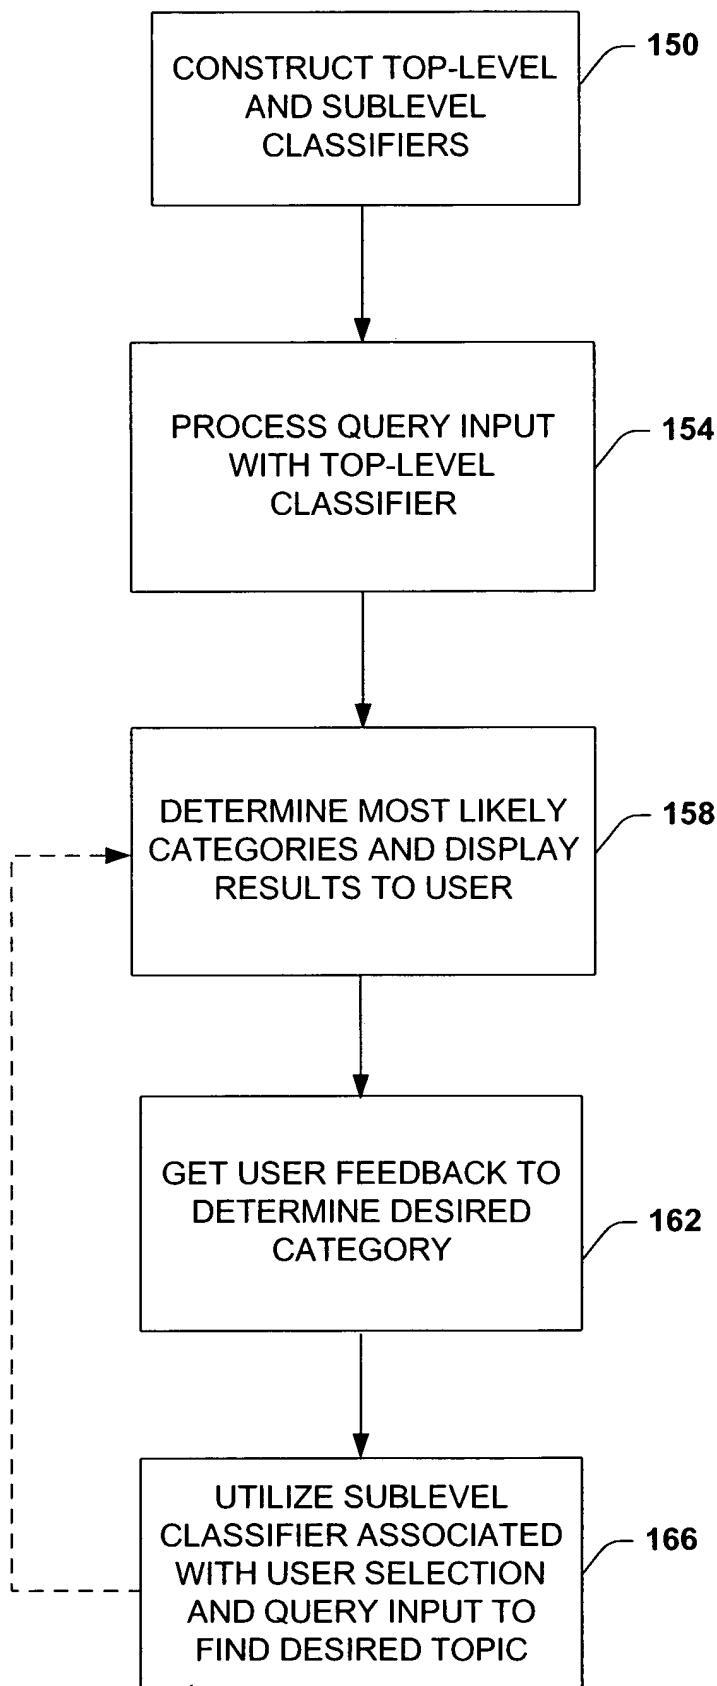 CONSTRUCT TOP-LEVEL
AND SUBLEVEL
CLASSIFIERS
150
PROCESS QUERY INPUT
WITH TOP-LEVEL
CLASSIFIER
154
DETERMINE MOST LIKELY
CATEGORIES AND DISPLAY
RESULTS TO USER
158
GET USER FEEDBACK TO
DETERMINE DESIRED
CATEGORY
162
UTILIZE SUBLEVEL
CLASSIFIER ASSOCIATED
WITH USER SELECTION
AND QUERY INPUT TO
FIND DESIRED TOPIC
166